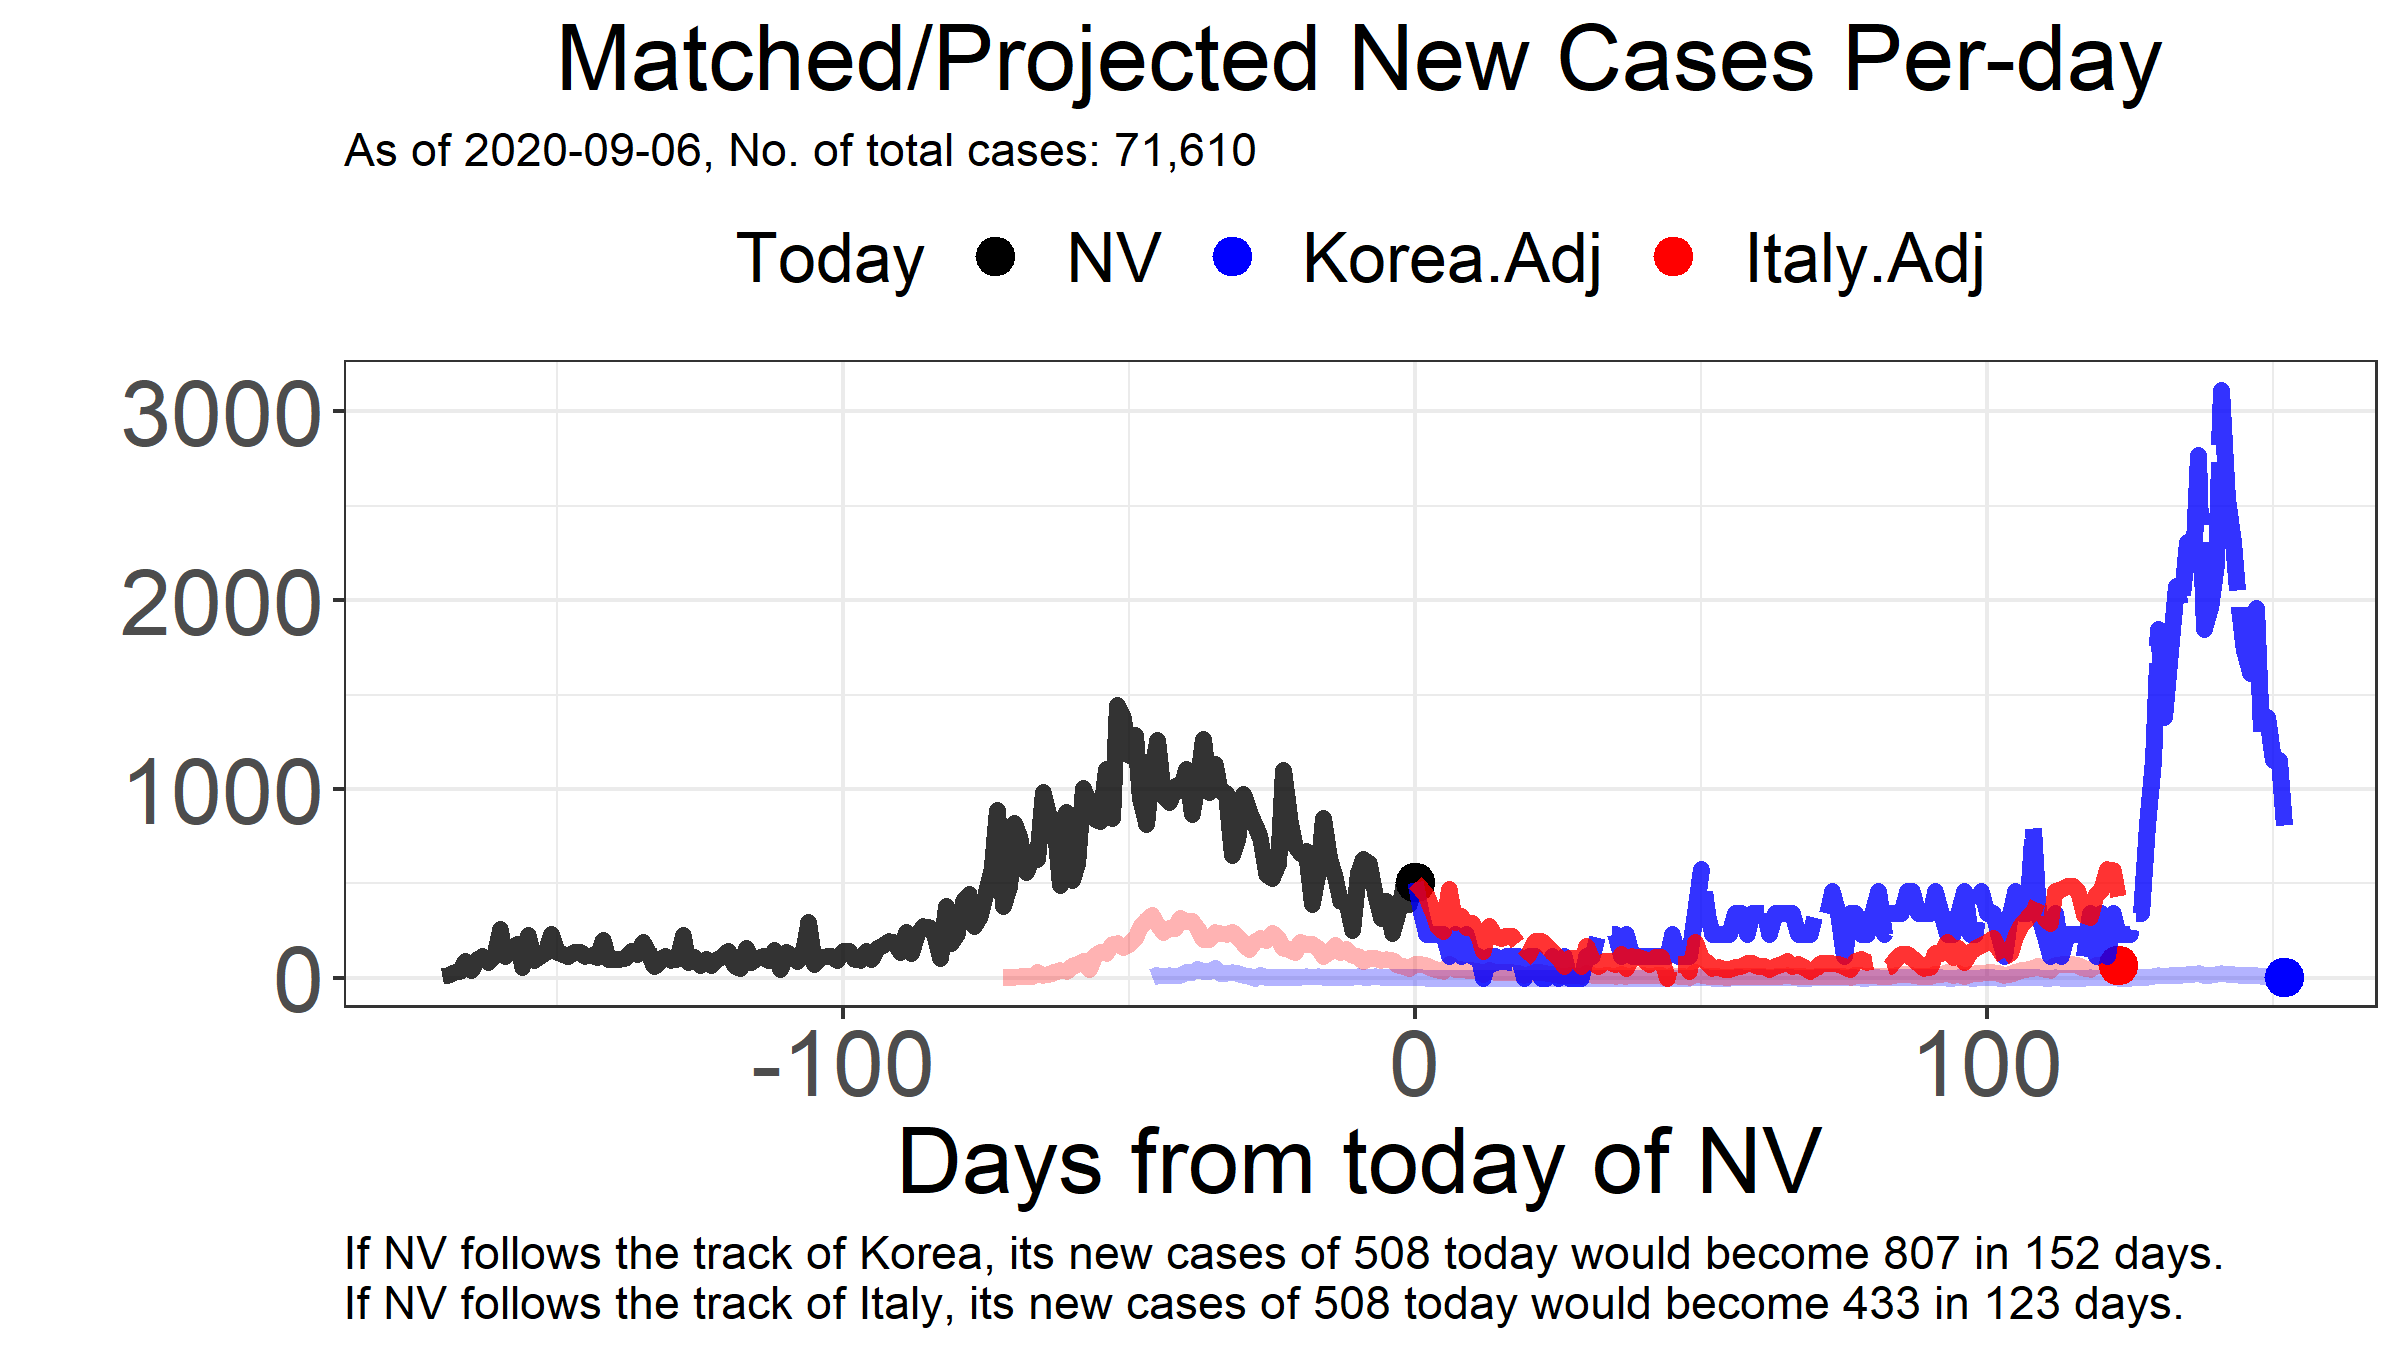 Matched/Projected New Cases Per-day
As of 2020-09-06, No. of total cases: 71,610
Today NV Korea.Adj Italy.Adj
3000
2000
1000
0
-100 0 100
Days from today of NV
If NV follows the track of Korea, its new cases of 508 today would become 807 in 152 days.
If NV follows the track of Italy, its new cases of 508 today would become 433 in 123 days.